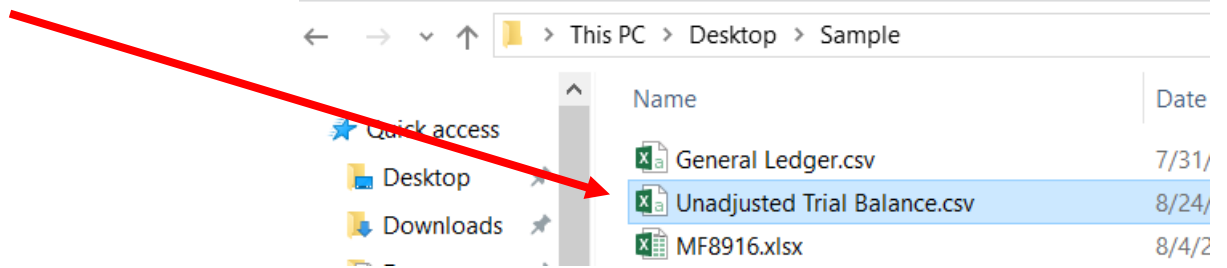 This PC > Desktop > Sample
Name Date
Quick access
General Ledger.csv 7/31/
Desktop
Unadjusted Trial Balance.csv 8/24/
Downloads
MF8916.xlsx 8/4/2